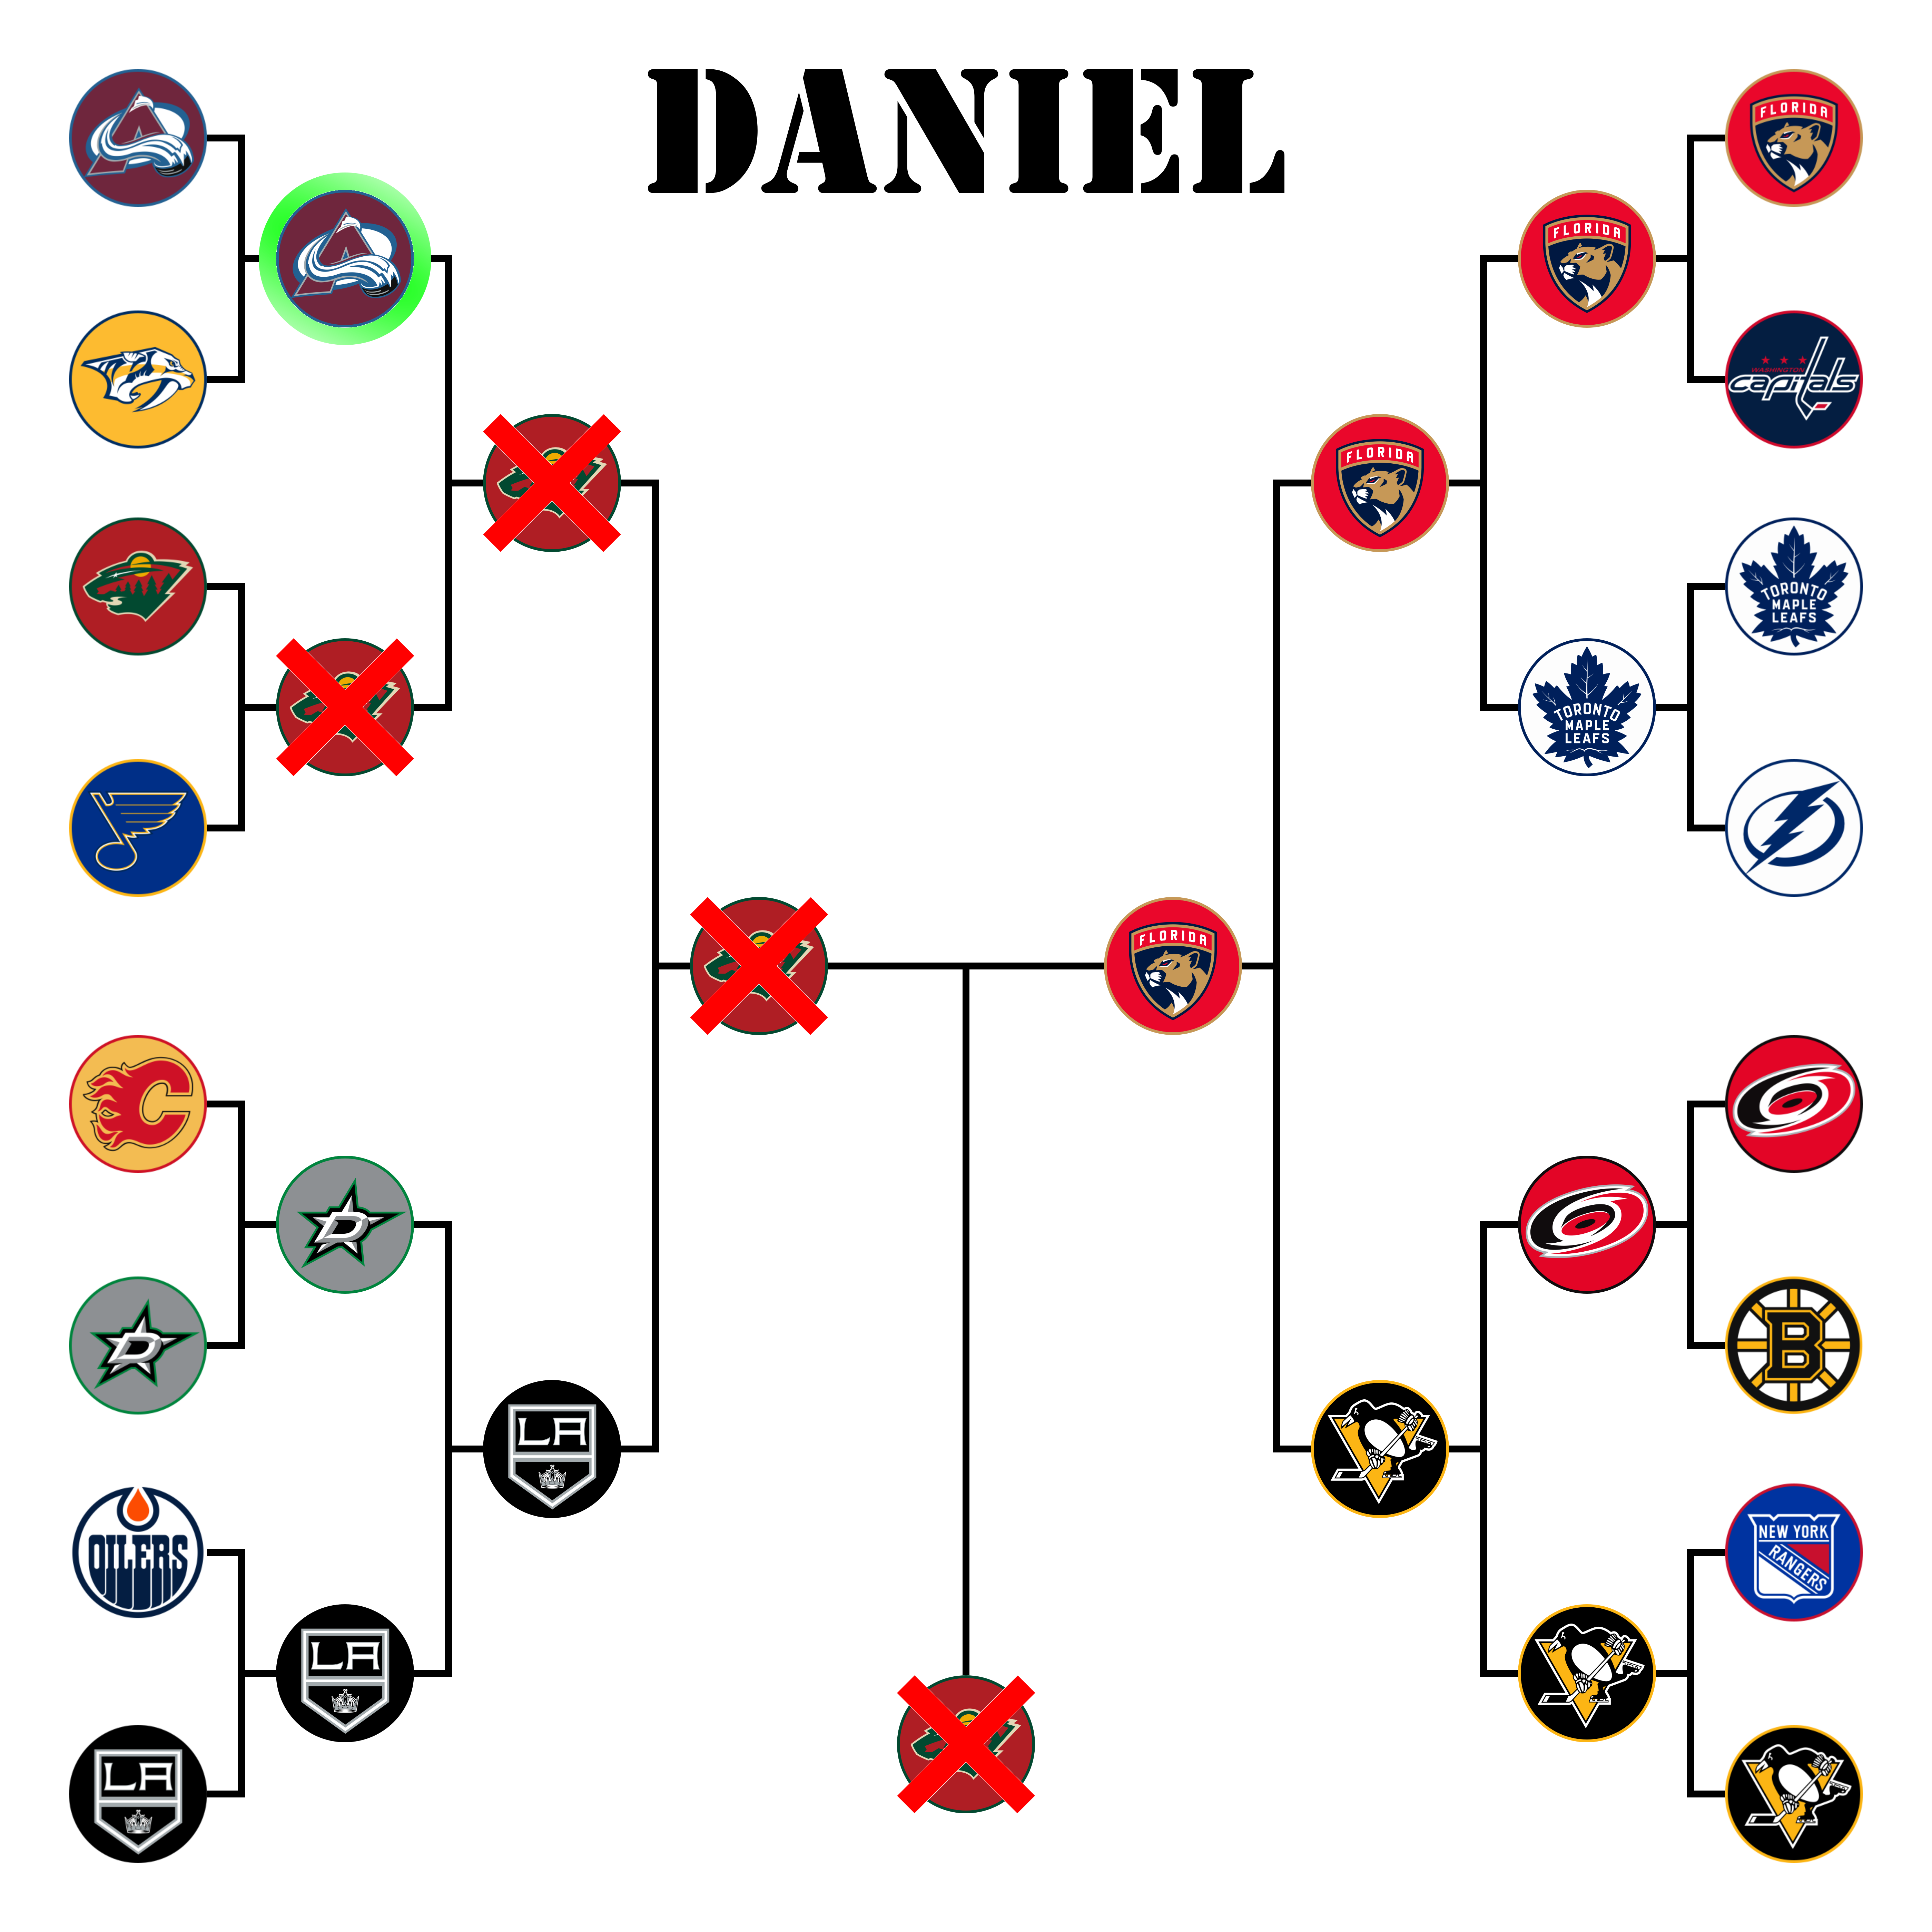 DANIEL
FLORIDA
FLORIDA
WASHINGTON
capitals
FLORIDA
TORONTO
MAPLE
LEAFS
TORONTO
MAPLE
LEAFS
FLORIDA
C
D
D
B
LA
OILERS
NEW YORK
RANGERS
LA
LA